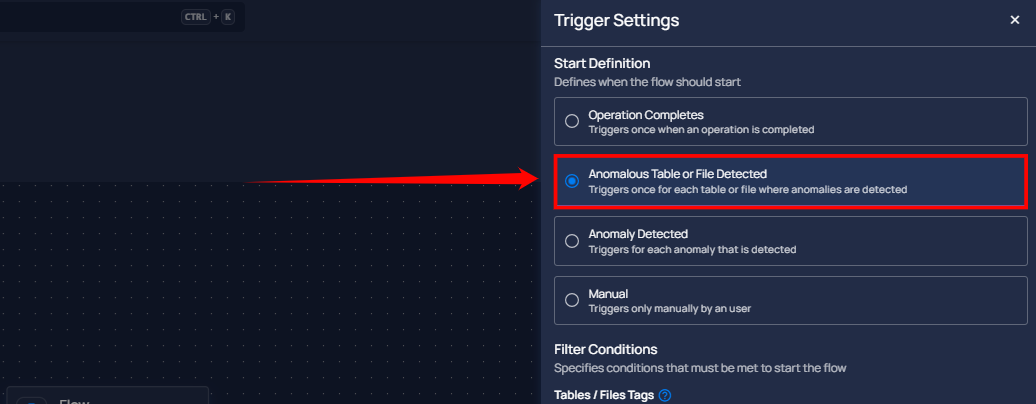 CTRL + K
Trigger Settings
Start Definition
Defines when the flow should start
Operation Completes
Triggers once when an operation is completed
Anomalous Table or File Detected
Triggers once for each table or file where anomalies are detected
Anomaly Detected
Triggers for each anomaly that is detected
Manual
Triggers only manually by an user
Filter Conditions
Specifies conditions that must be met to start the flow
Tables / Files Tags
Flow